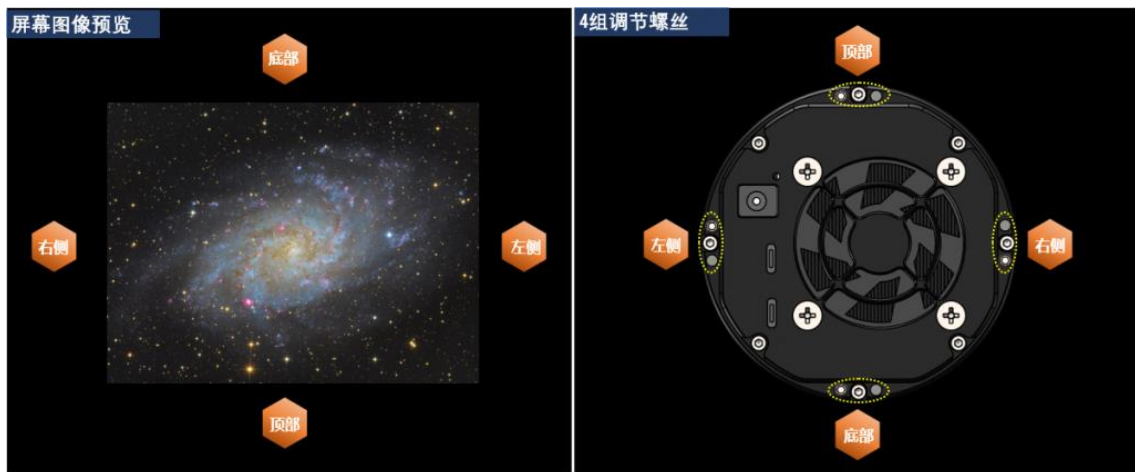 屏幕图像预览
底部
右侧
左侧
顶部
4组调节螺丝
顶部
左侧
右侧
底部